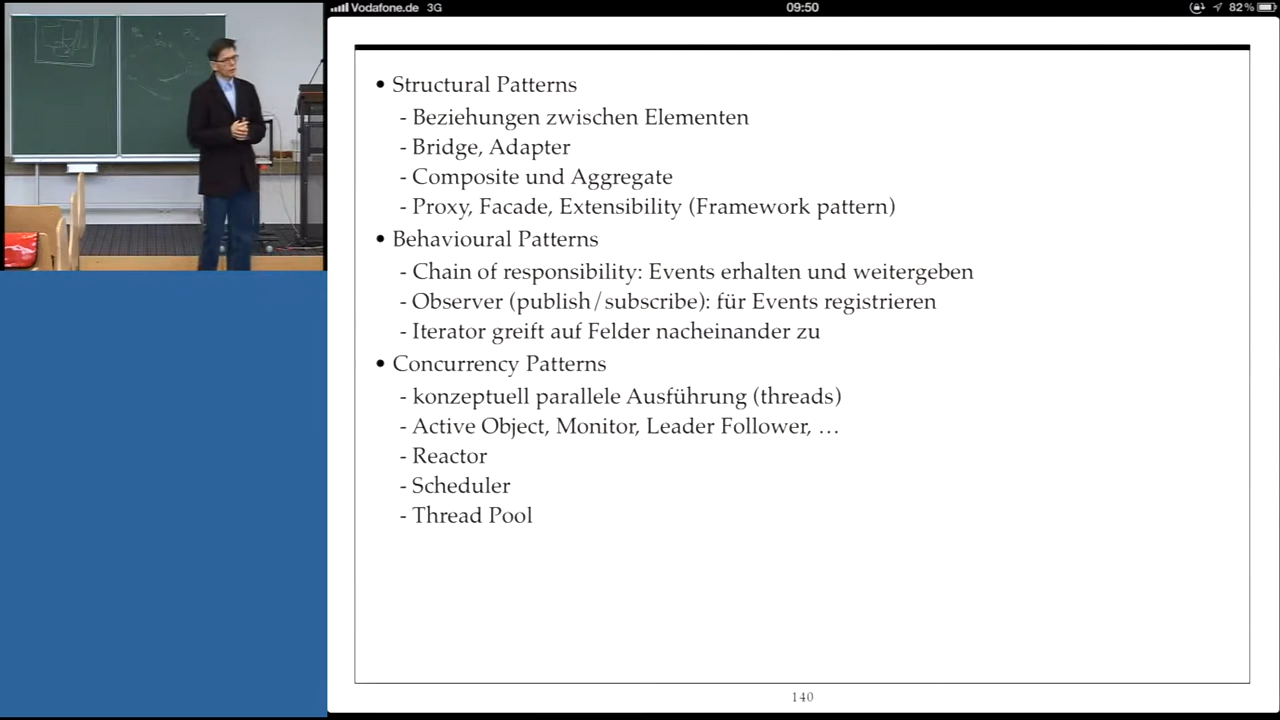 Vodafone.de 3G 09:50 82 %
• Structural Patterns
- Beziehungen zwischen Elementen
- Bridge, Adapter
- Composite und Aggregate
- Proxy, Facade, Extensibility (Framework pattern)
• Behavioural Patterns
- Chain of responsibility: Events erhalten und weitergeben
- Observer (publish/subscribe): für Events registrieren
- Iterator greift auf Felder nacheinander zu
• Concurrency Patterns
- konzeptuell parallele Ausführung (threads)
- Active Object, Monitor, Leader Follower, …
- Reactor
- Scheduler
- Thread Pool
140